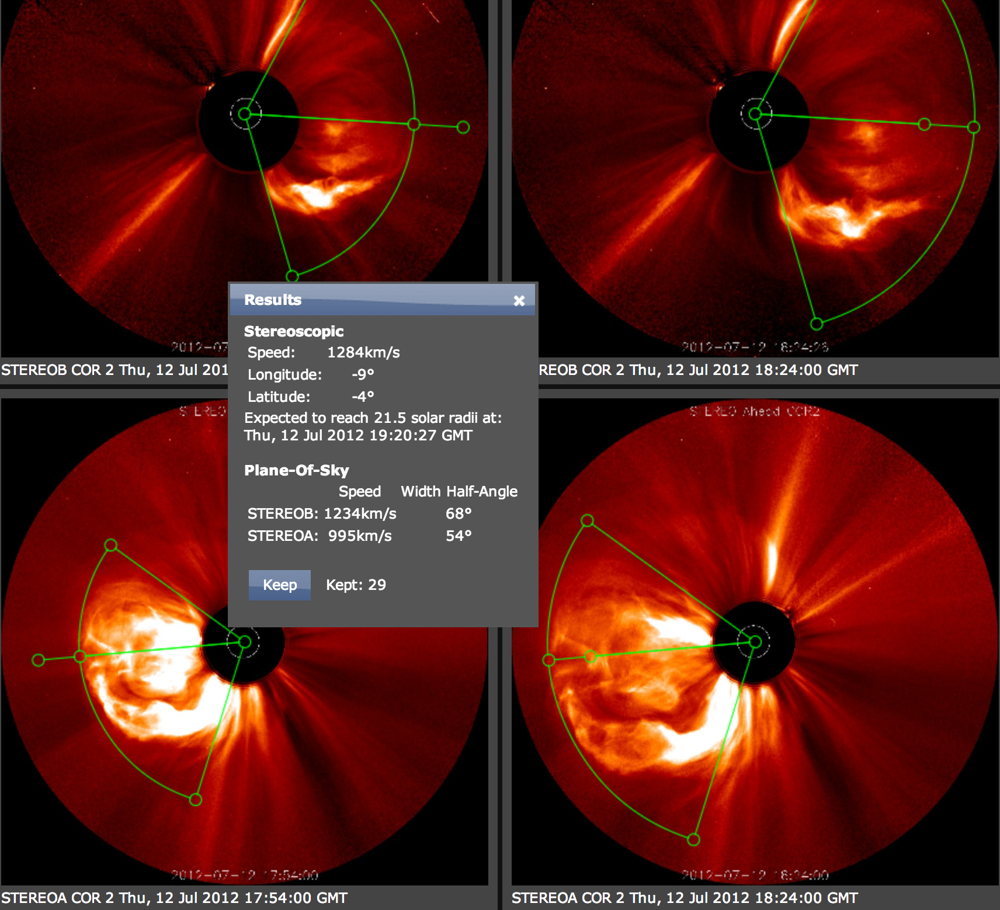 2012-07
2012-07-12 18:24:26
STEREOB COR 2 Thu, 12 Jul 201
REOB COR 2 Thu, 12 Jul 2012 18:24:00 GMT
Results
Stereoscopic
Speed: 1284km/s
Longitude: -9°
Latitude: -4°
Expected to reach 21.5 solar radii at:
Thu, 12 Jul 2012 19:20:27 GMT
Plane-Of-Sky
Speed Width Half-Angle
STEREOB: 1234km/s 68°
STEREOA: 995km/s 54°
Keep Kept: 29
STEREO
STEREO Ahead COR2
2012-07-12 17:54:00
2012-07-12 18:24:00
STEREOA COR 2 Thu, 12 Jul 2012 17:54:00 GMT
STEREOA COR 2 Thu, 12 Jul 2012 18:24:00 GMT